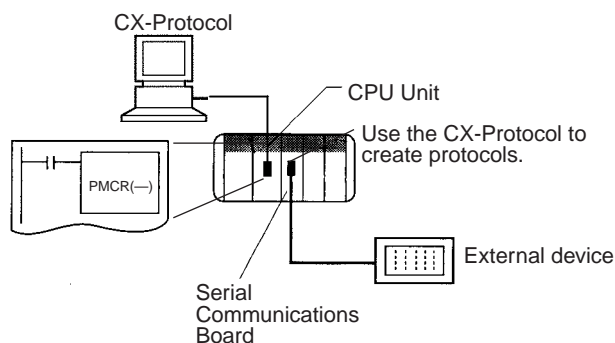 CX-Protocol
CPU Unit
Use the CX-Protocol to
create protocols.
PMCR(—)
External device
Serial
Communications
Board